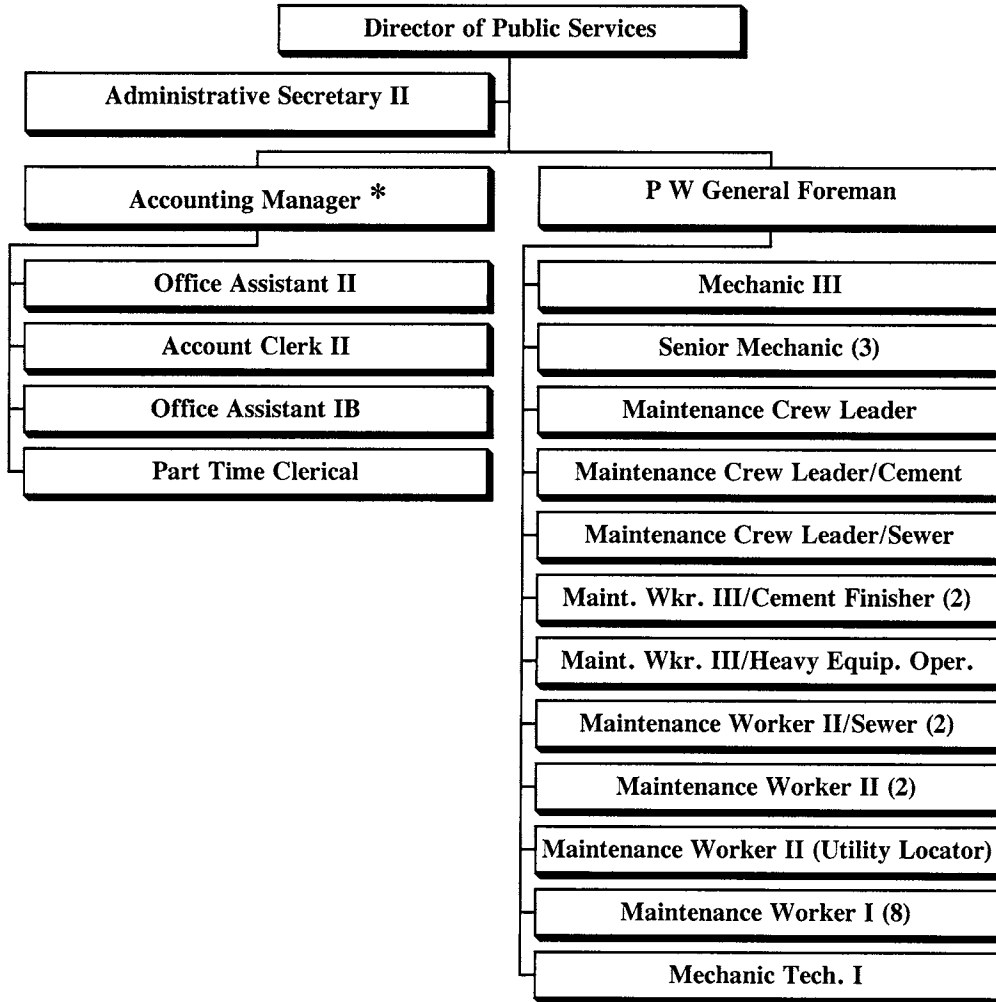 Director of Public Services
Administrative Secretary II
Accounting Manager *
Office Assistant II
Account Clerk II
Office Assistant IB
Part Time Clerical
P W General Foreman
Mechanic III
Senior Mechanic (3)
Maintenance Crew Leader
Maintenance Crew Leader/Cement
Maintenance Crew Leader/Sewer
Maint. Wkr. III/Cement Finisher (2)
Maint. Wkr. III/Heavy Equip. Oper.
Maintenance Worker II/Sewer (2)
Maintenance Worker II (2)
Maintenance Worker II (Utility Locator)
Maintenance Worker I (8)
Mechanic Tech. I